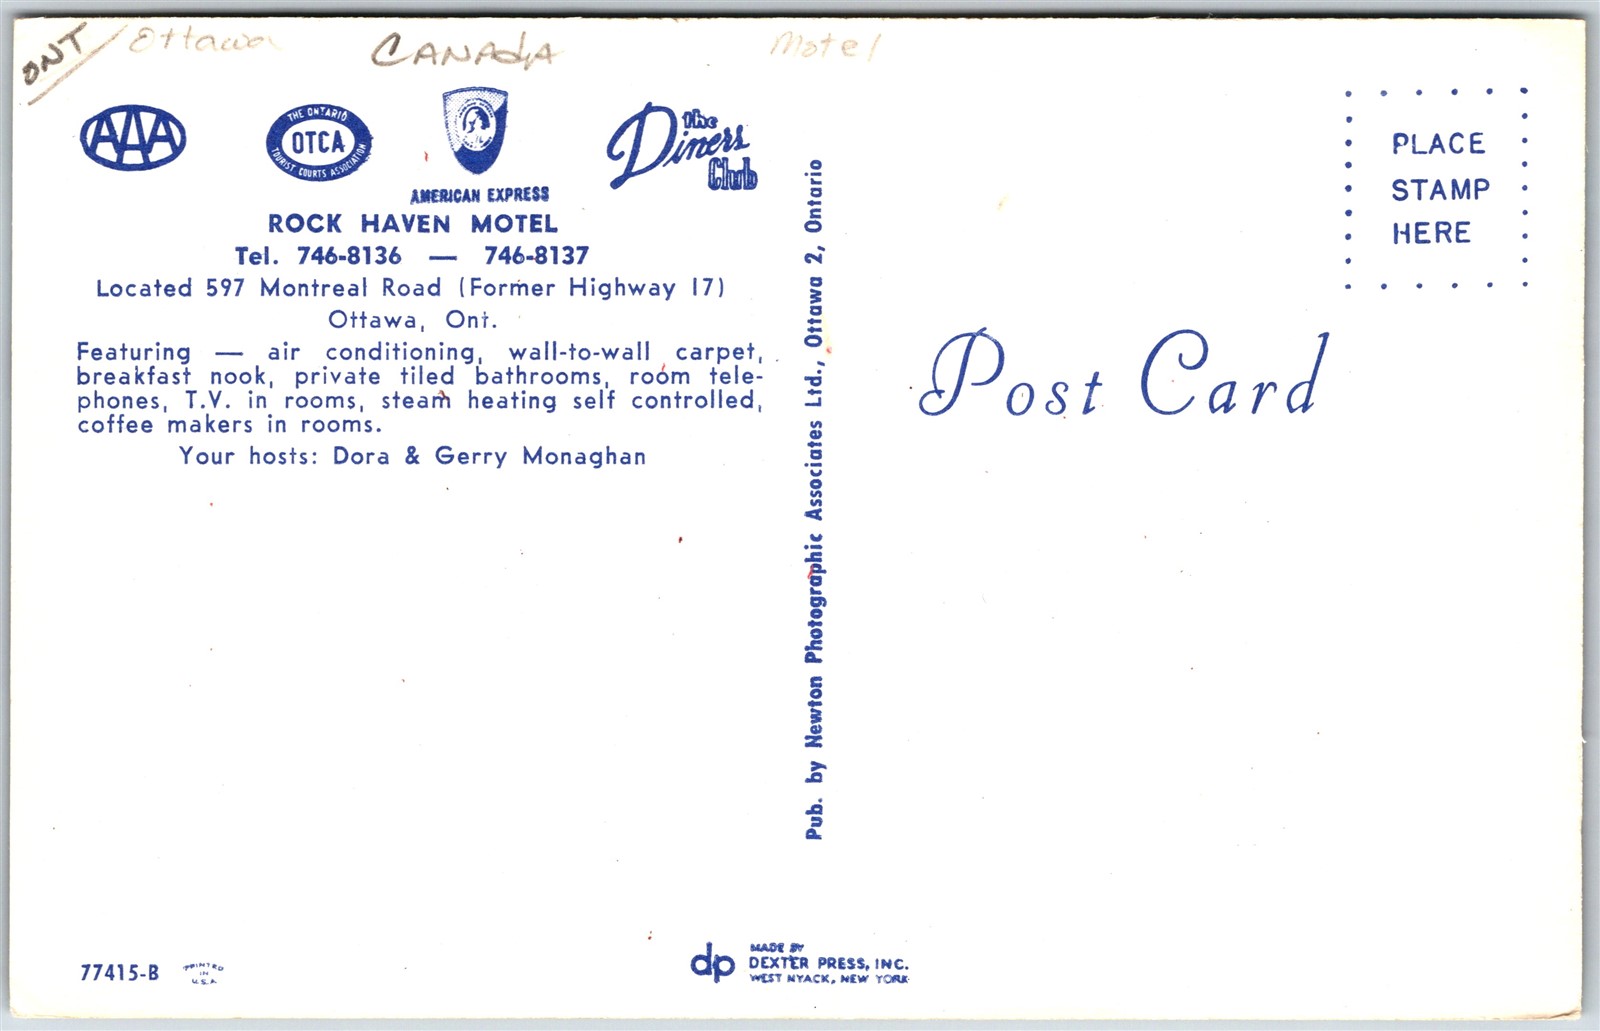 ONT
Ottawa
CANADA
Motel
AAA
THE ONTARIO
OTCA
TOURIST COURTS ASSOCIATION
AMERICAN EXPRESS
the
Diners
Club
ROCK HAVEN MOTEL
Tel. 746-8136 — 746-8137
Located 597 Montreal Road (Former Highway 17)
Ottawa, Ont.
Featuring — air conditioning, wall-to-wall carpet,
breakfast nook, private tiled bathrooms, room tele-
phones, T.V. in rooms, steam heating self controlled,
coffee makers in rooms.
Your hosts: Dora & Gerry Monaghan
77415-B
PRINTED
IN
U.S.A
Pub. by Newton Photographic Associates Ltd., Ottawa 2, Ontario
dp
MADE BY
DEXTER PRESS, INC.
WEST NYACK, NEW YORK
PLACE
STAMP
HERE
Post Card